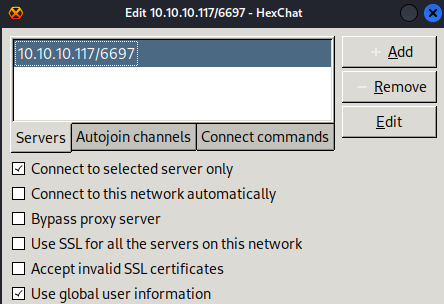 Edit 10.10.10.117/6697 - HexChat
10.10.10.117/6697
Add
Remove
Edit
Servers Autojoin channels Connect commands
Connect to selected server only
Connect to this network automatically
Bypass proxy server
Use SSL for all the servers on this network
Accept invalid SSL certificates
Use global user information